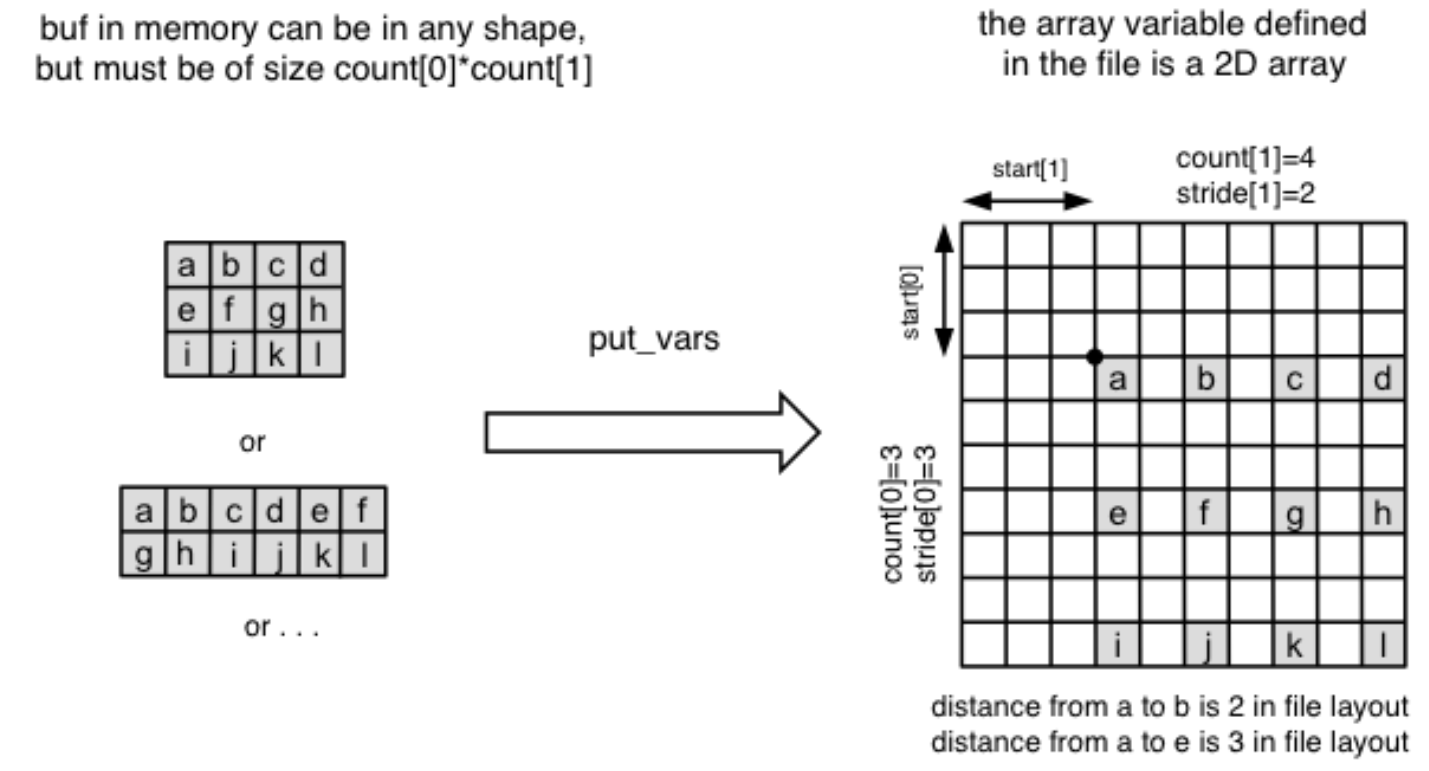 buf in memory can be in any shape,
but must be of size count[0]*count[1]
the array variable defined
in the file is a 2D array
a b c d
e f g h
i j k l
or
a b c d e f
g h i j k l
or . . .
put_vars
start[1]
count[1]=4
stride[1]=2
start[0]
count[0]=3
stride[0]=3
a b c d
e f g h
i j k l
distance from a to b is 2 in file layout
distance from a to e is 3 in file layout